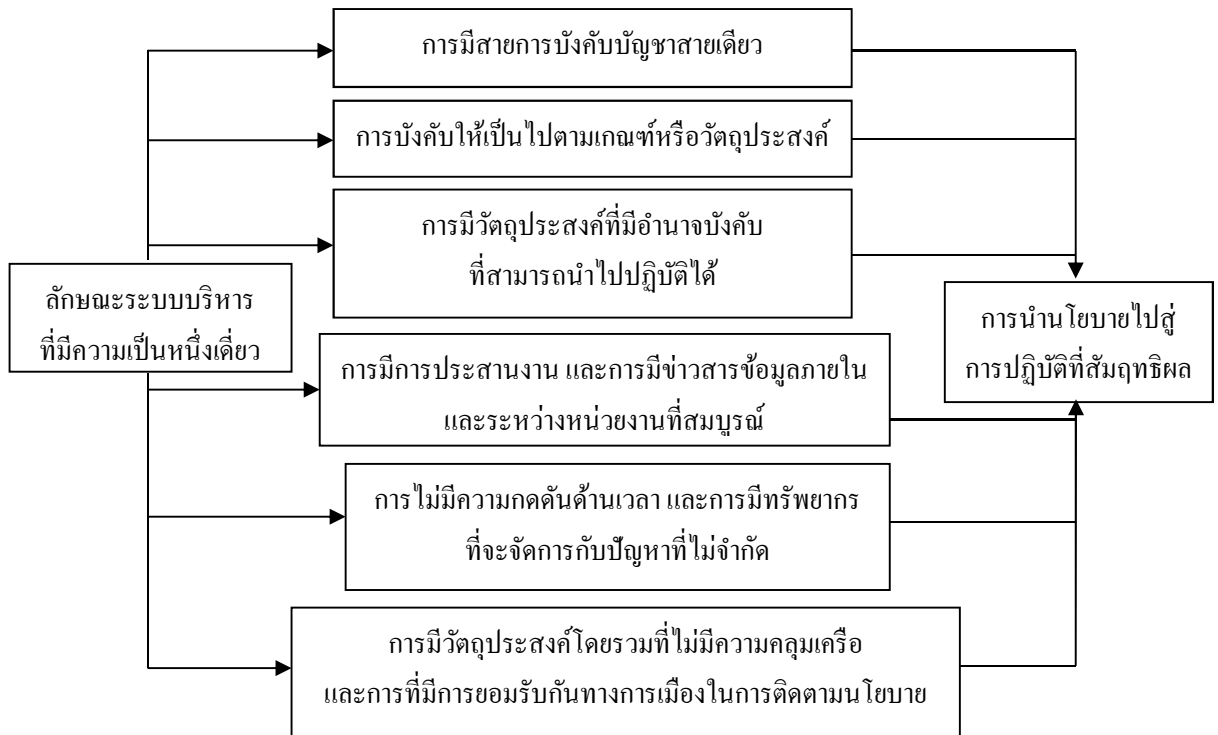 การมีสายการบังคับบัญชาสายเดียว
การบังคับให้เป็นไปตามเกณฑ์หรือวัตถุประสงค์
การมีวัตถุประสงค์ที่มีอำนาจบังคับ
ที่สามารถนำไปปฏิบัติได้
ลักษณะระบบบริหาร
ที่มีความเป็นหนึ่งเดี่ยว
การนำนโยบายไปสู่
การปฏิบัติที่สัมฤทธิผล
การมีการประสานงาน และการมีข่าวสารข้อมูลภายใน
และระหว่างหน่วยงานที่สมบูรณ์
การไม่มีความกดดันด้านเวลา และการมีทรัพยากร
ที่จะจัดการกับปัญหาที่ไม่จำกัด
การมีวัตถุประสงค์โดยรวมที่ไม่มีความคลุมเครือ
และการที่มีการยอมรับกันทางการเมืองในการติดตามนโยบาย